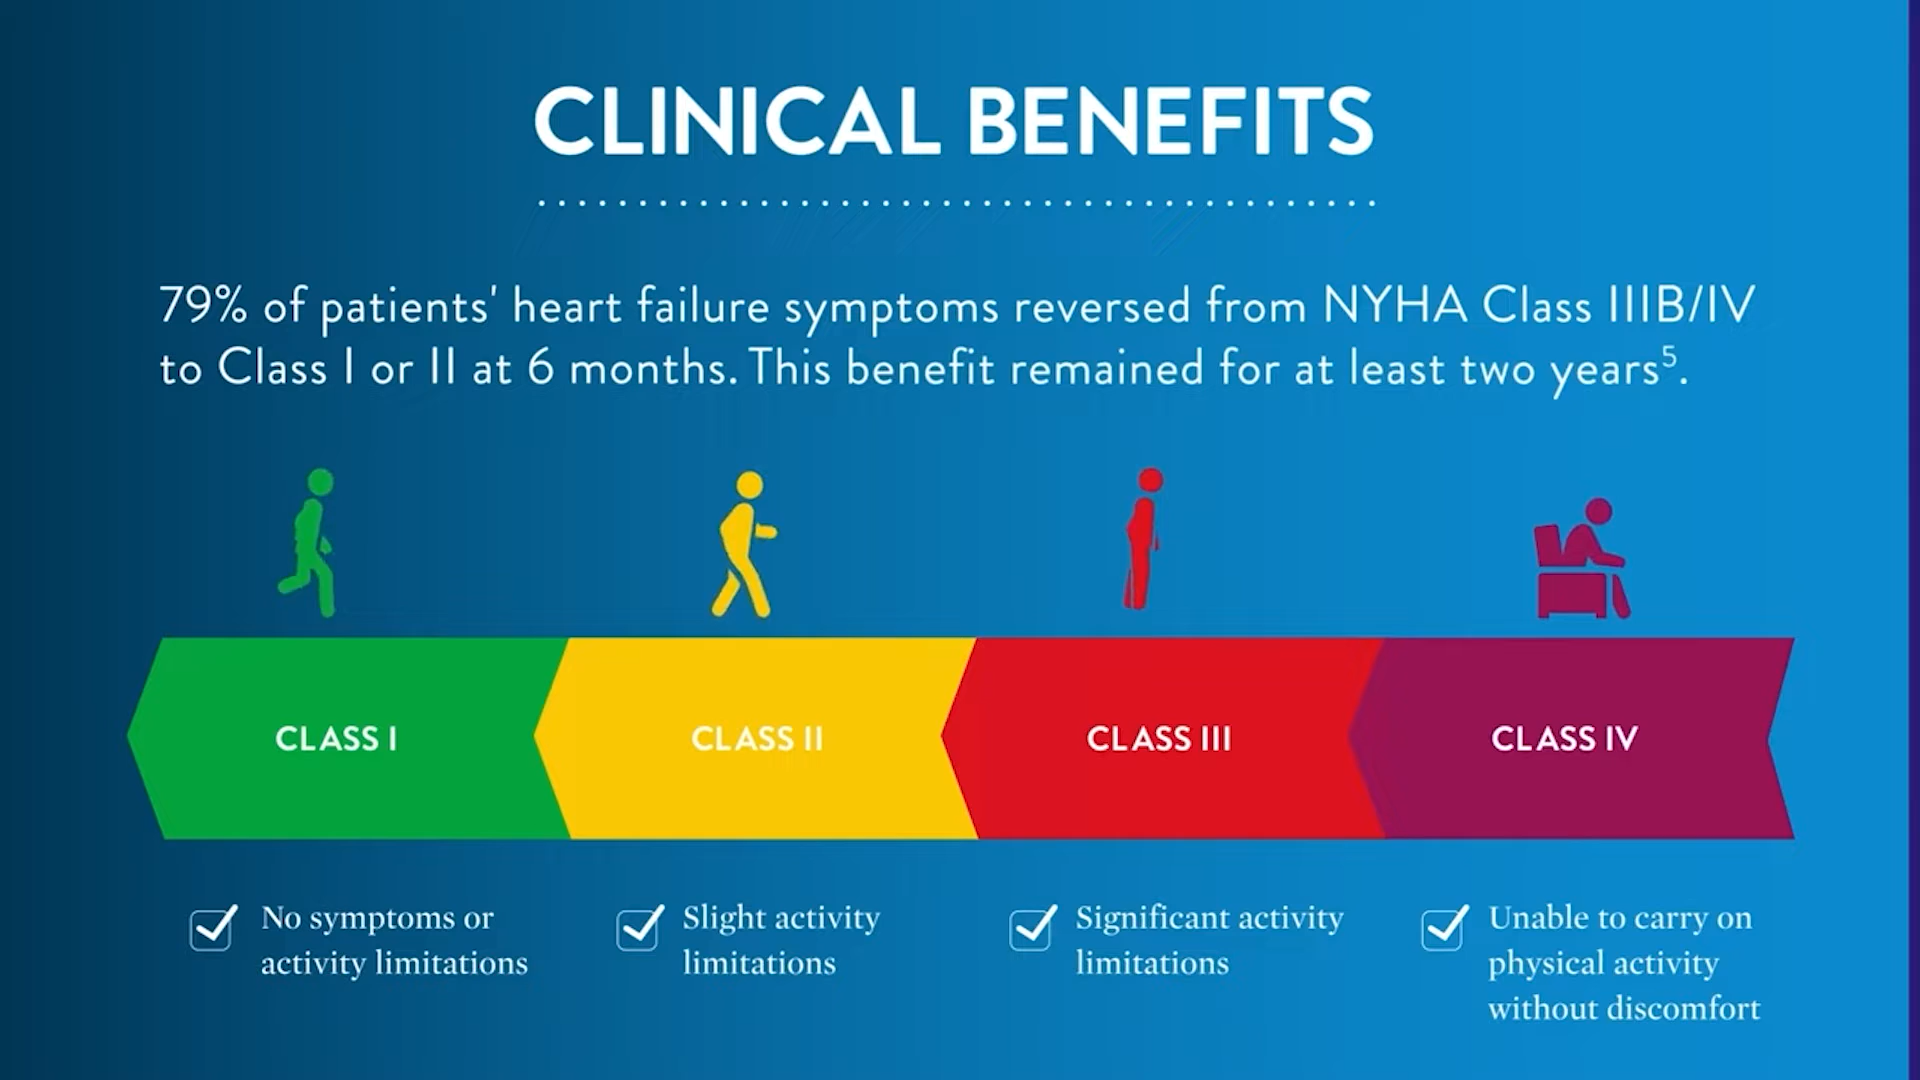 CLINICAL BENEFITS
79% of patients' heart failure symptoms reversed from NYHA Class IIIB/IV
to Class I or II at 6 months. This benefit remained for at least two years⁵.
CLASS I
CLASS II
CLASS III
CLASS IV
No symptoms or
activity limitations
Slight activity
limitations
Significant activity
limitations
Unable to carry on
physical activity
without discomfort